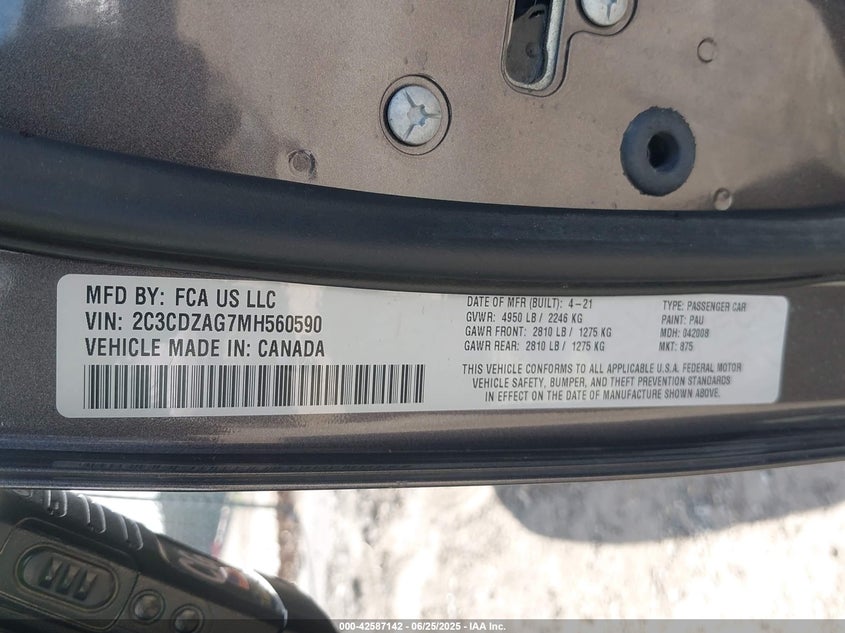 MFD BY: FCA US LLC
VIN: 2C3CDZAG7MH560590
VEHICLE MADE IN: CANADA
DATE OF MFR (BUILT): 4-21
GVWR: 4950 LB / 2246 KG
GAWR FRONT: 2810 LB / 1275 KG
GAWR REAR: 2810 LB / 1275 KG
TYPE: PASSENGER CAR
PAINT: PAU
MDH: 042008
MKT: 875
THIS VEHICLE CONFORMS TO ALL APPLICABLE U.S.A. FEDERAL MOTOR
VEHICLE SAFETY, BUMPER, AND THEFT PREVENTION STANDARDS
IN EFFECT ON THE DATE OF MANUFACTURE SHOWN ABOVE.
000-42587142 - 06/25/2025 - IAA Inc.